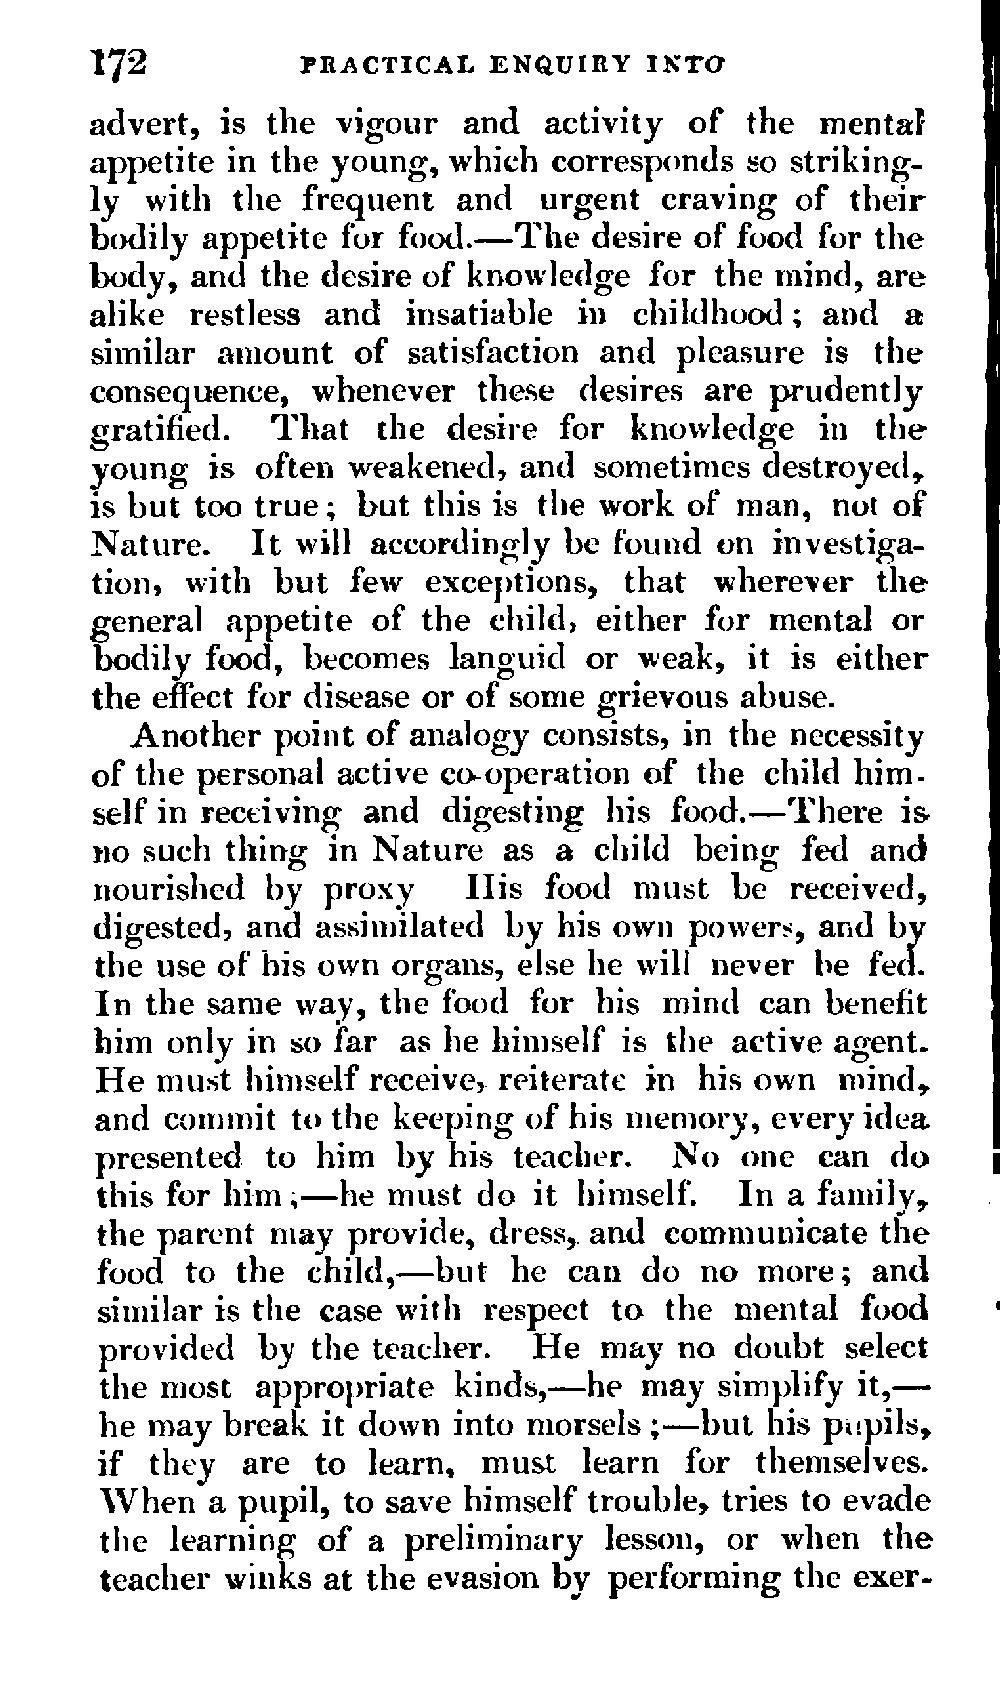 172 PRACTICAL ENQUIRY INTO
advert, is the vigour and activity of the mental
appetite in the young, which corresponds so striking-
ly with the frequent and urgent craving of their
bodily appetite for food.—The desire of food for the
body, and the desire of knowledge for the mind, are
alike restless and insatiable in childhood; and a
similar amount of satisfaction and pleasure is the
consequence, whenever these desires are prudently
gratified. That the desire for knowledge in the
young is often weakened, and sometimes destroyed,
is but too true; but this is the work of man, not of
Nature. It will accordingly be found on investiga-
tion, with but few exceptions, that wherever the
general appetite of the child, either for mental or
bodily food, becomes languid or weak, it is either
the effect for disease or of some grievous abuse.
Another point of analogy consists, in the necessity
of the personal active co-operation of the child him-
self in receiving and digesting his food.—There is
no such thing in Nature as a child being fed and
nourished by proxy His food must be received,
digested, and assimilated by his own powers, and by
the use of his own organs, else he will never be fed.
In the same way, the food for his mind can benefit
him only in so far as he himself is the active agent.
He must himself receive, reiterate in his own mind,
and commit to the keeping of his memory, every idea
presented to him by his teacher. No one can do
this for him;—he must do it himself. In a family,
the parent may provide, dress, and communicate the
food to the child,—but he can do no more; and
similar is the case with respect to the mental food
provided by the teacher. He may no doubt select
the most appropriate kinds,—he may simplify it,—
he may break it down into morsels;—but his pupils,
if they are to learn, must learn for themselves.
When a pupil, to save himself trouble, tries to evade
the learning of a preliminary lesson, or when the
teacher winks at the evasion by performing the exer-